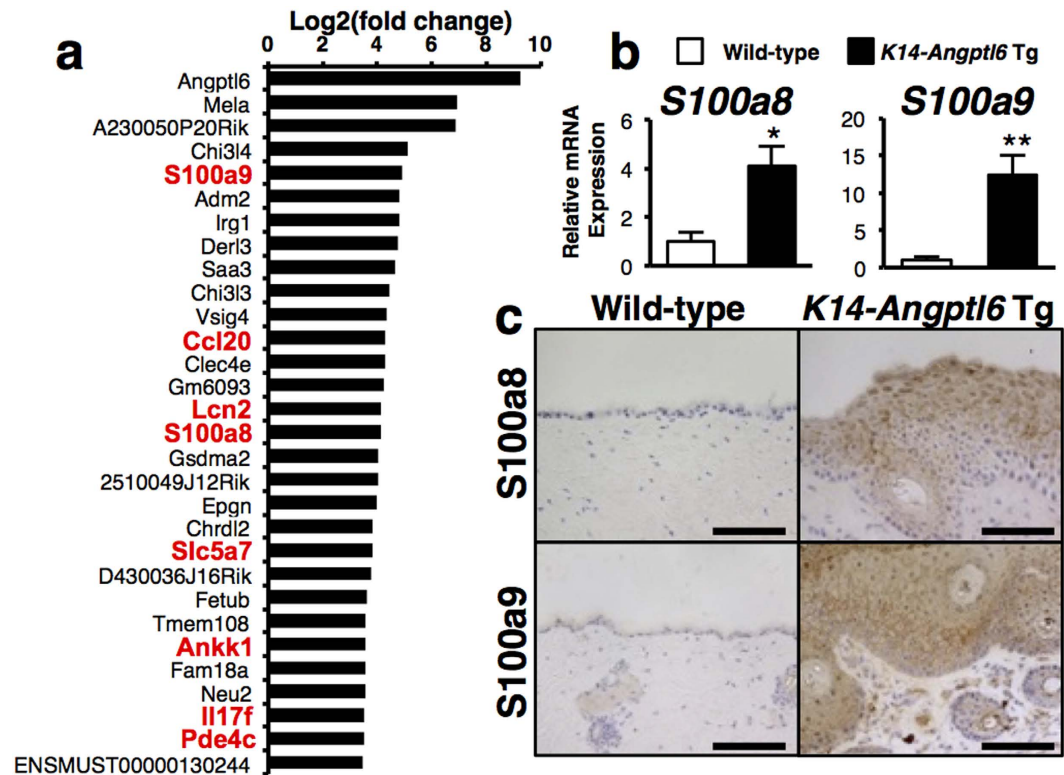 a
Log2(fold change)
0 2 4 6 8 10
Angptl6
Mela
A230050P20Rik
Chi3l4
S100a9
Adm2
Irg1
Derl3
Saa3
Chi3l3
Vsig4
Ccl20
Clec4e
Gm6093
Lcn2
S100a8
Gsdma2
2510049J12Rik
Epgn
Chrdl2
Slc5a7
D430036J16Rik
Fetub
Tmem108
Ankk1
Fam18a
Neu2
Il17f
Pde4c
ENSMUST00000130244
b
Wild-type K14-Angptl6 Tg
S100a8
Relative mRNA
Expression
6
4
2
0
*
S100a9
20
15
10
5
0
**
c
Wild-type K14-Angptl6 Tg
S100a8
S100a9